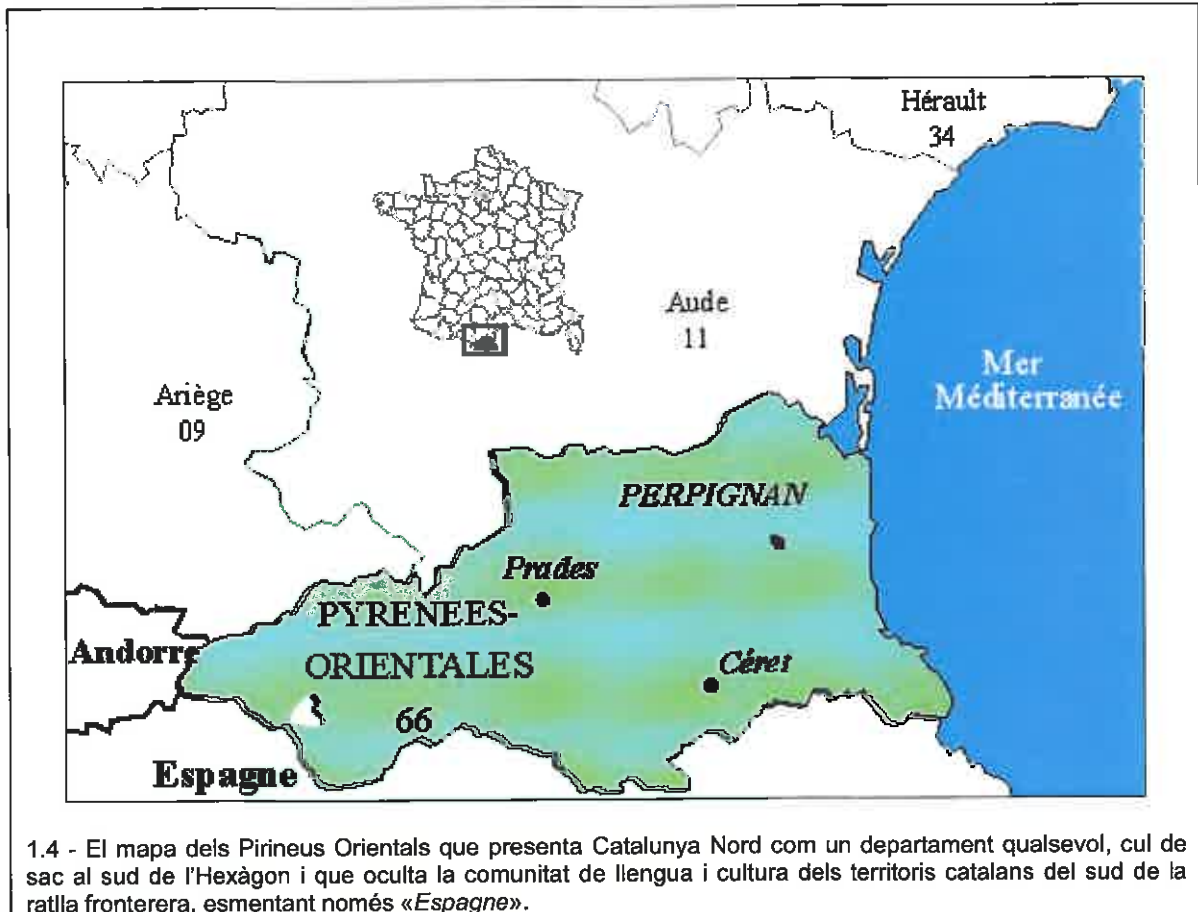 Hérault
34
Aude
11
Mer
Méditerranée
Ariège
09
PERPIGNAN
Prades
PYRENEES-
ORIENTALES
66
Andorre
Céret
Espagne
1.4 - El mapa dels Pirineus Orientals que presenta Catalunya Nord com un departament qualsevol, cul de
sac al sud de l'Hexàgon i que oculta la comunitat de llengua i cultura dels territoris catalans del sud de la
ratlla fronterera, esmentant només «Espagne».